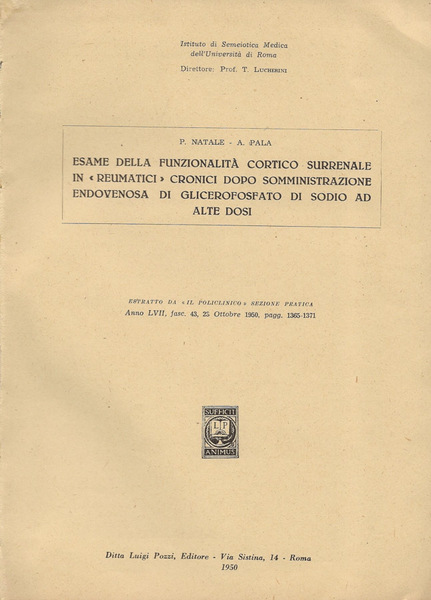 Istituto di Semeiotica Medica
dell'Università di Roma
Direttore: Prof. T. LUCHERINI
P. NATALE - A. PALA
ESAME DELLA FUNZIONALITÀ CORTICO SURRENALE
IN «REUMATICI» CRONICI DOPO SOMMINISTRAZIONE
ENDOVENOSA DI GLICEROFOSFATO DI SODIO AD
ALTE DOSI
ESTRATTO DA «IL POLICLINICO» SEZIONE PRATICA
Anno LVII, fasc. 43, 25 Ottobre 1950, pagg. 1365-1371
SUFFICIT
LP
ANIMUS
Ditta Luigi Pozzi, Editore - Via Sistina, 14 - Roma
1950